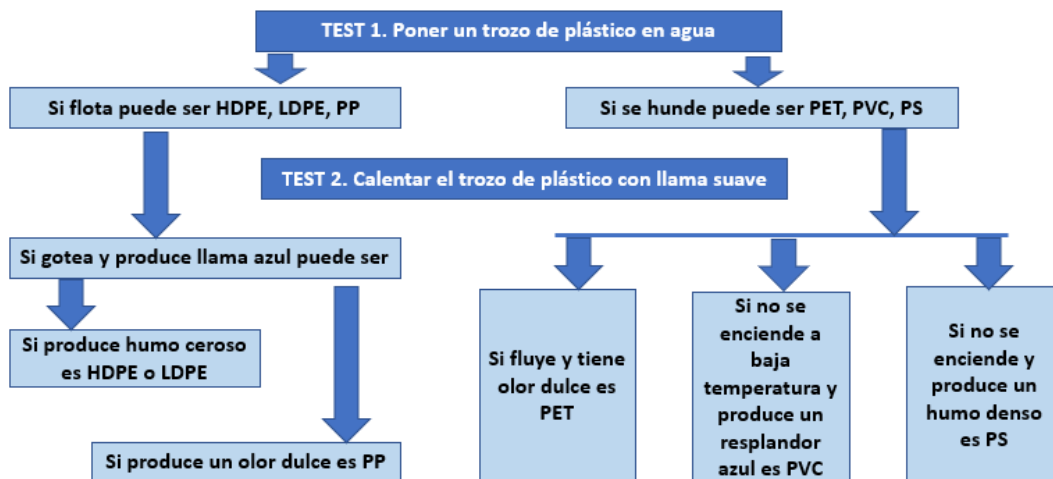 TEST 1. Poner un trozo de plástico en agua
Si flota puede ser HDPE, LDPE, PP
Si se hunde puede ser PET, PVC, PS
TEST 2. Calentar el trozo de plástico con llama suave
Si gotea y produce llama azul puede ser
Si produce humo ceroso
es HDPE o LDPE
Si produce un olor dulce es PP
Si fluye y tiene
olor dulce es
PET
Si no se
enciende a
baja
temperatura y
produce un
resplandor
azul es PVC
Si no se
enciende y
produce un
humo denso
es PS